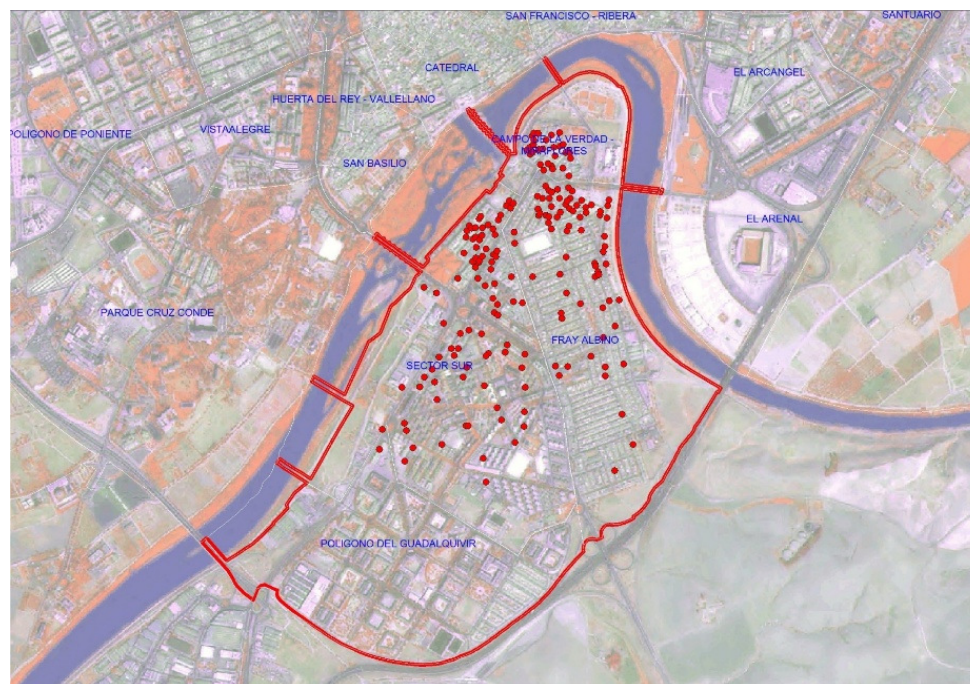 SAN FRANCISCO - RIBERA
SANTUARIO
CATEDRAL
EL ARCANGEL
HUERTA DEL REY - VALLELLANO
POLIGONO DE PONIENTE
VISTAALEGRE
CAMPO DE LA VERDAD -
MIRAFLORES
SAN BASILIO
EL ARENAL
PARQUE CRUZ CONDE
FRAY ALBINO
SECTOR SUR
POLIGONO DEL GUADALQUIVIR